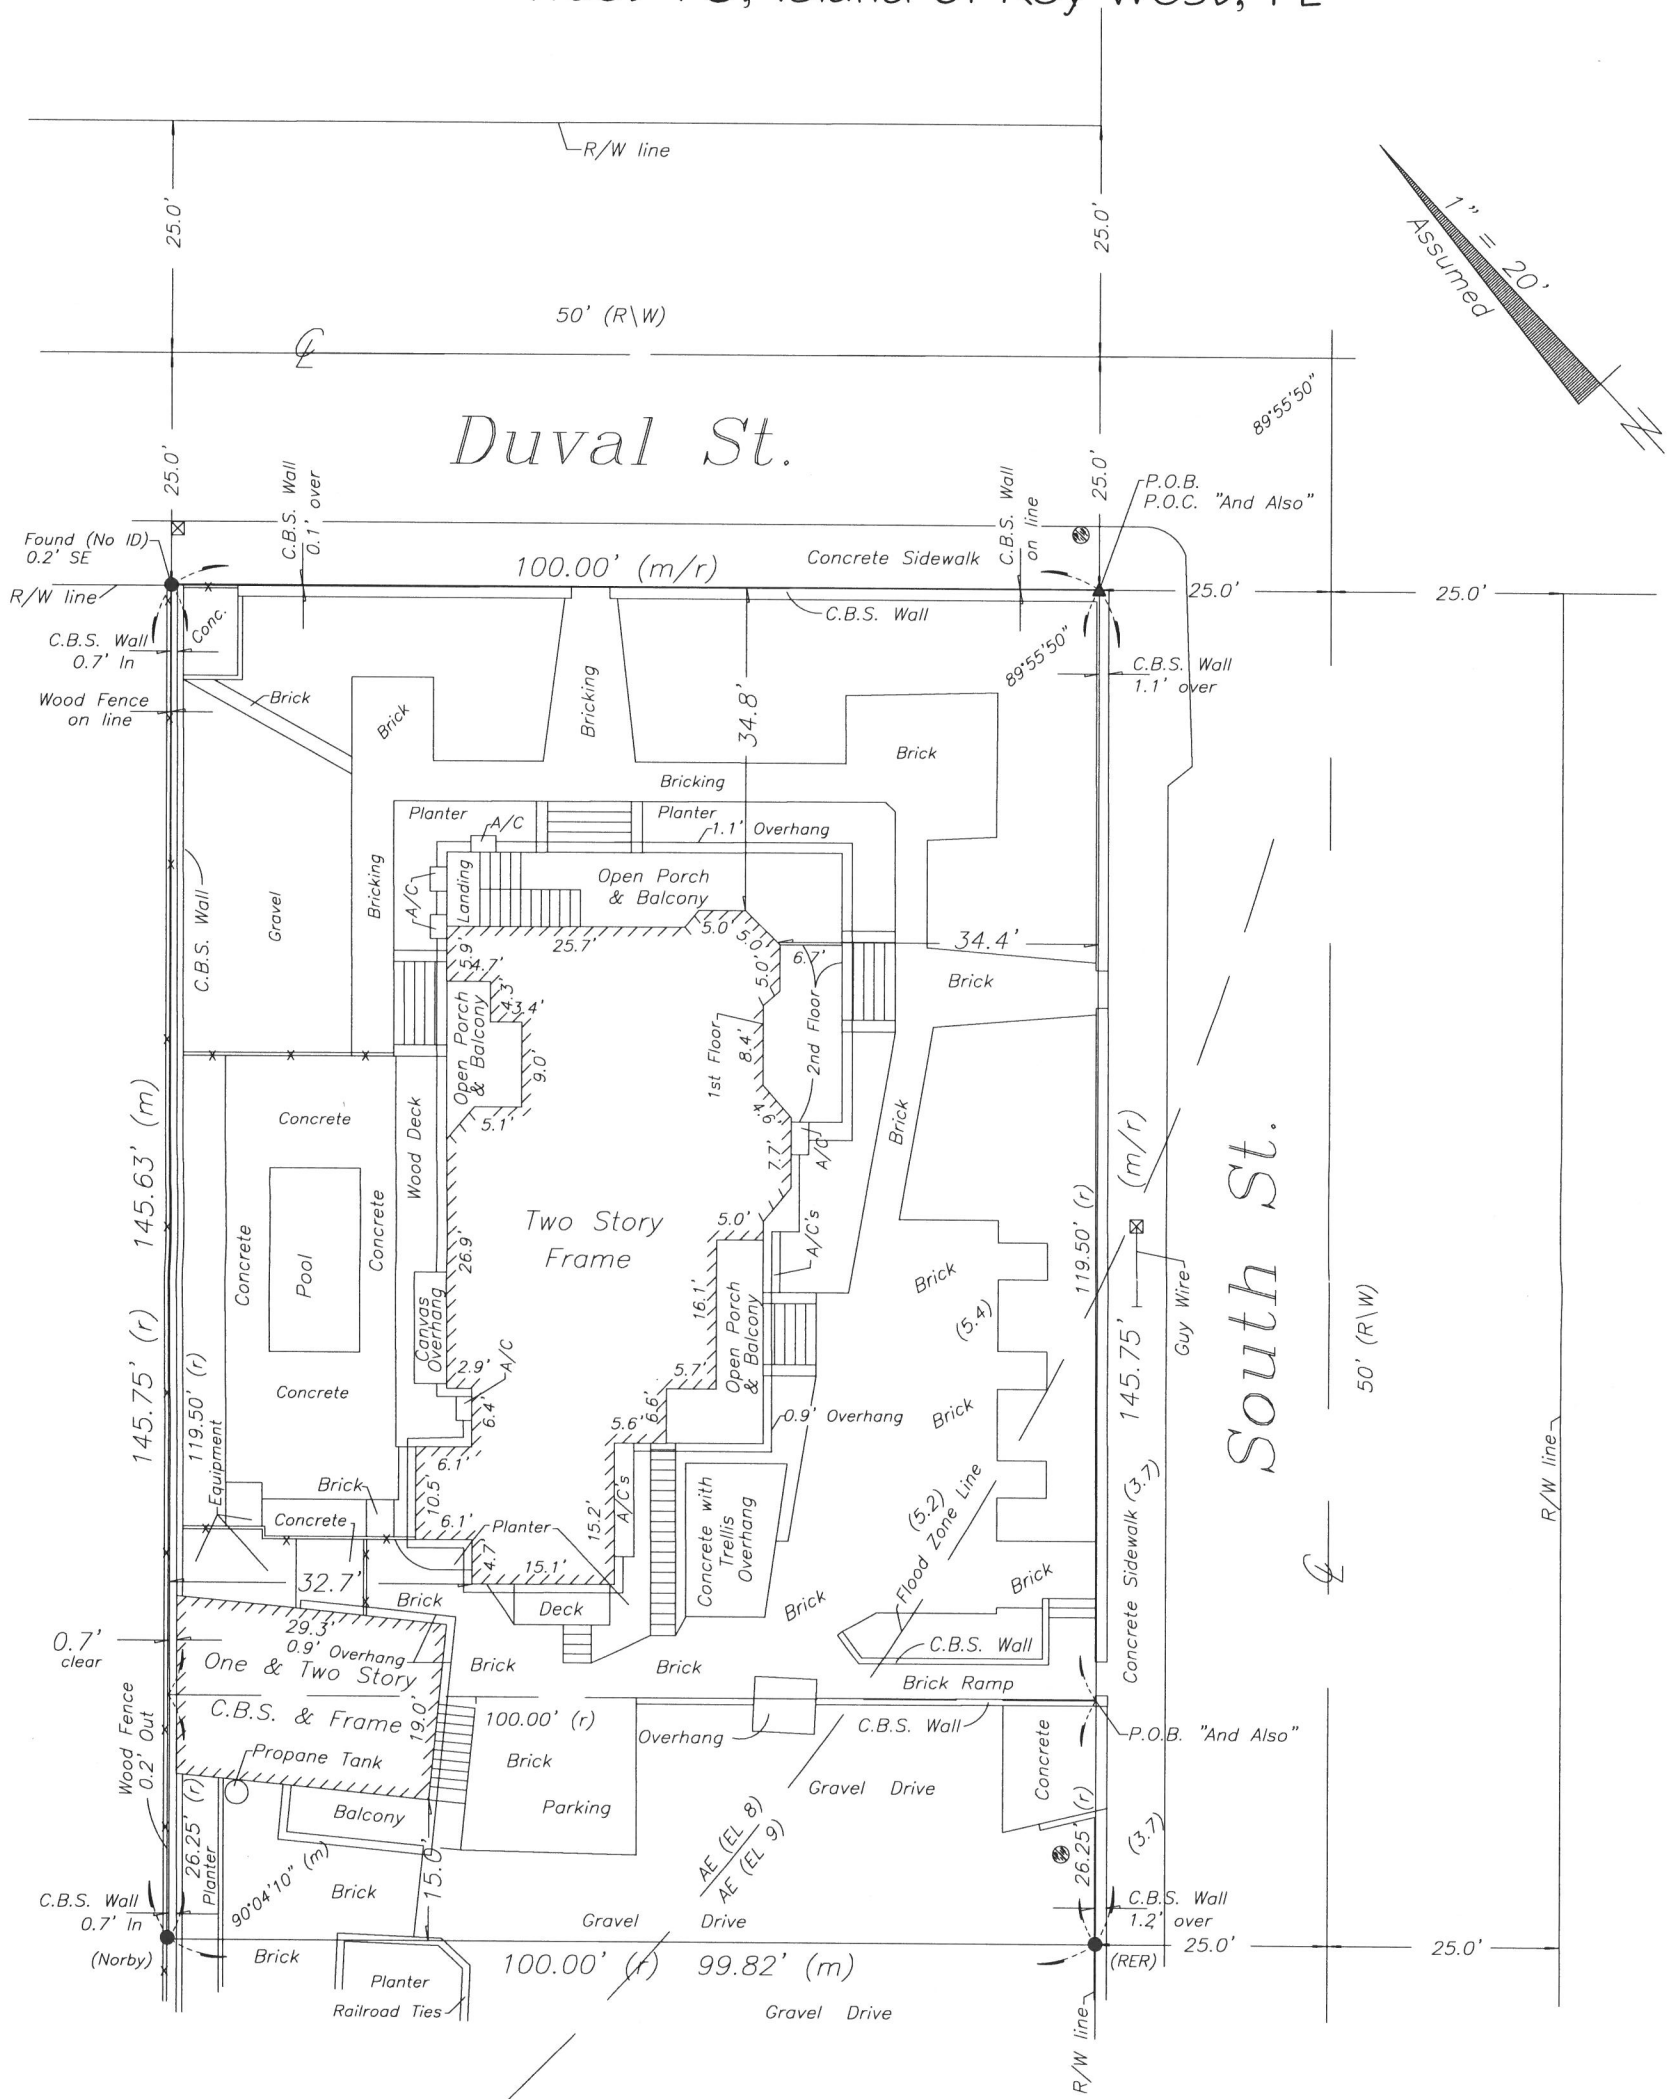 Island of Key West, FL
R/W line
25.0'
25.0'
1" = 20'
Assumed
N
50' (R\W)
℄
89°55'50"
Duval St.
25.0'
25.0'
C.B.S. Wall
0.1' over
C.B.S. Wall
on line
P.O.B.
P.O.C. "And Also"
Found (No ID)
0.2' SE
100.00' (m/r)
Concrete Sidewalk
R/W line
25.0'
25.0'
C.B.S. Wall
Conc.
C.B.S. Wall
0.7' In
89°55'50"
C.B.S. Wall
1.1' over
Wood Fence
on line
Brick
Brick
Bricking
34.8'
Brick
Bricking
Planter
A/C
Planter
1.1' Overhang
C.B.S. Wall
Gravel
Bricking
A/C
Landing
Open Porch
& Balcony
25.7'
5.0'
5.0'
34.4'
5.9'
4.7'
5.0'
6.7'
Brick
4.3
3.4'
Open Porch
& Balcony
9.0'
5.1'
1st Floor
8.4'
2nd Floor
4.6'
7.7'
A/C
Brick
Concrete
Wood Deck
145.63' (m)
119.50' (r)
(m/r)
South St.
Two Story
Frame
5.0'
A/C's
Concrete
Pool
Concrete
26.9'
Canvas
Overhang
16.1'
Open Porch
& Balcony
Brick
(5.4)
145.75'
Guy Wire
50' (R\W)
145.75' (r)
119.50' (r)
Concrete
2.9'
A/C
6.4'
5.7'
6.6'
5.6'
0.9' Overhang
Brick
R/W line
Equipment
Brick
Concrete
6.1'
10.5
6.1'
Planter
4.7
15.1'
15.2'
A/C's
Concrete with
Trellis
Overhang
(5.2)
Flood Zone Line
Concrete Sidewalk (3.7)
℄
32.7'
Brick
Deck
Brick
Brick
0.7'
clear
29.3'
0.9' Overhang
One & Two Story
C.B.S. & Frame
19.0'
Brick
Brick
C.B.S. Wall
Brick Ramp
Wood Fence
0.2' Out
100.00' (r)
Overhang
C.B.S. Wall
P.O.B. "And Also"
Propane Tank
Brick
Parking
Gravel Drive
Concrete
Balcony
26.25' (r)
Planter
AE (EL 8)
AE (EL 9)
26.25' (r)
(3.7)
90°04'10" (m)
15.0'
C.B.S. Wall
0.7' In
Brick
Gravel Drive
C.B.S. Wall
1.2' over
(Norby)
Brick
100.00' (r)
99.82' (m)
(RER)
25.0'
25.0'
Planter
Railroad Ties
Gravel Drive
R/W line